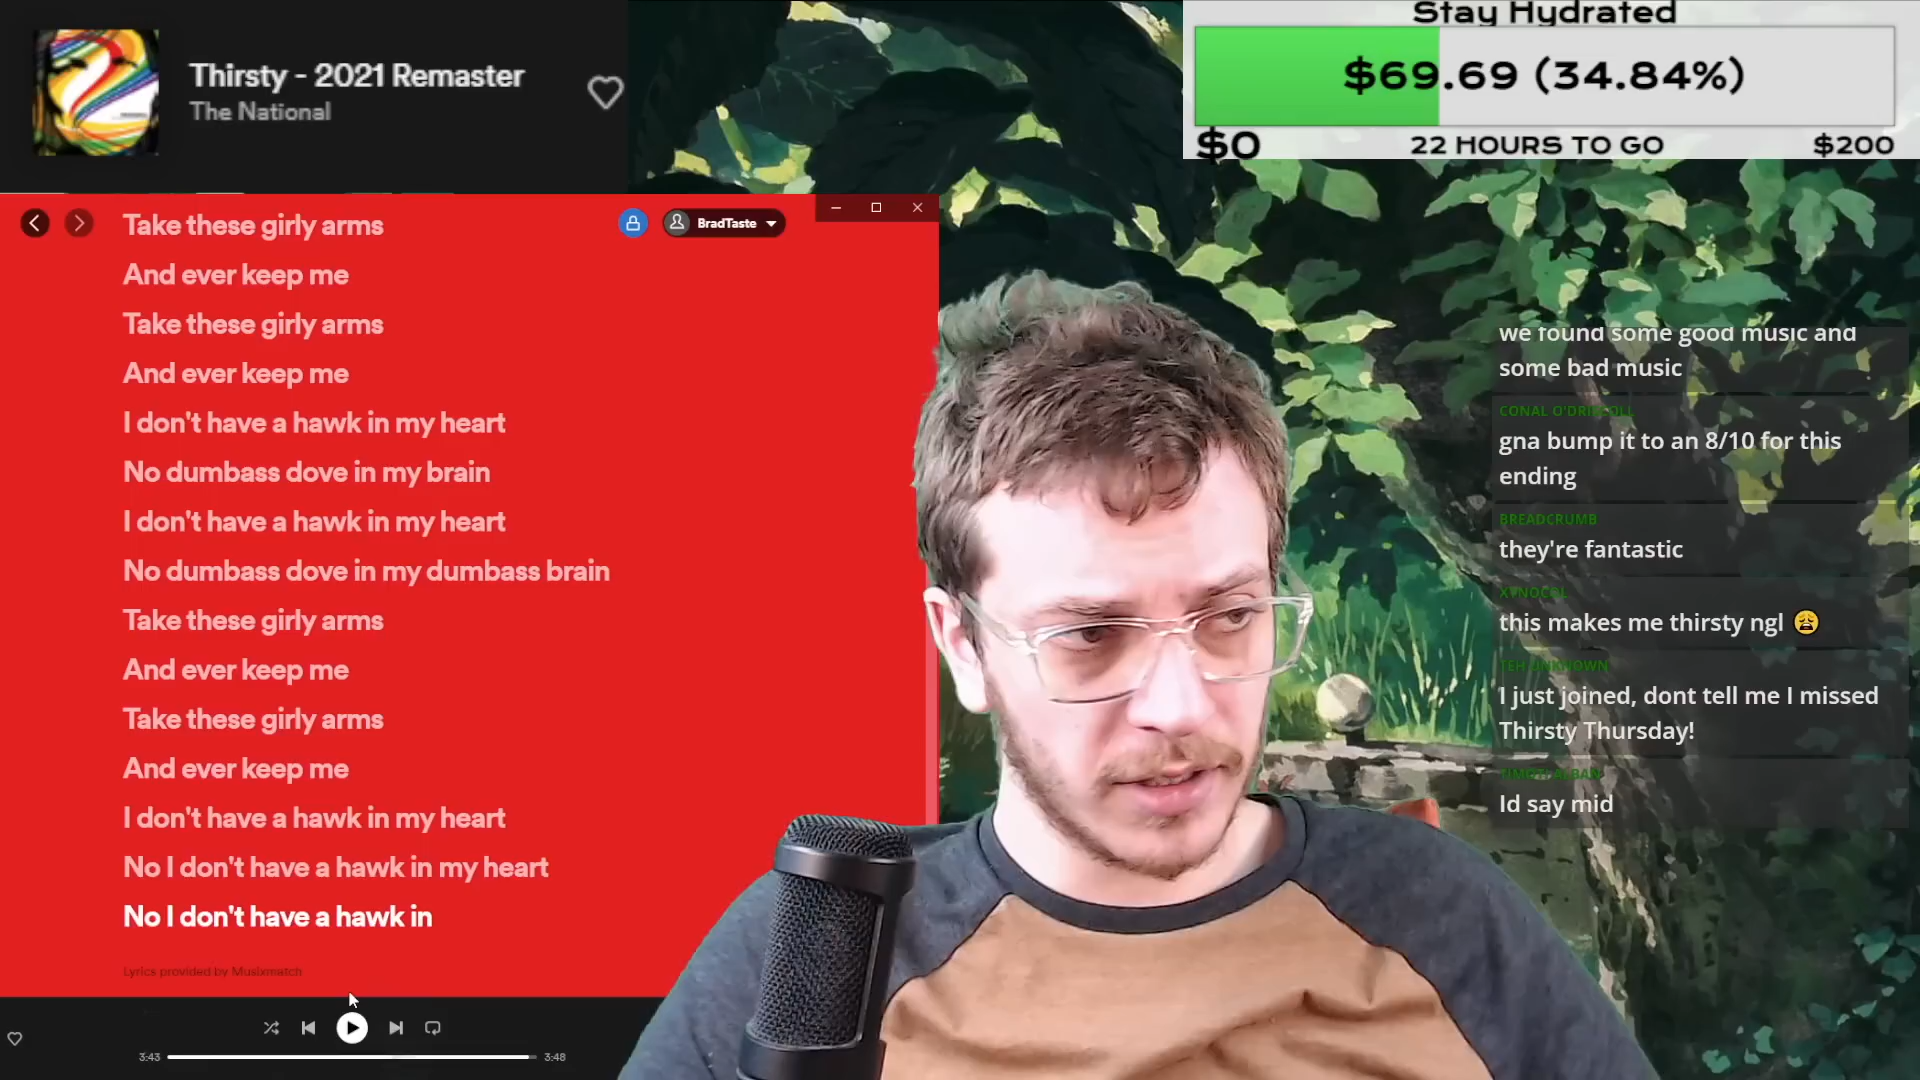 Thirsty - 2021 Remaster
The National
Stay Hydrated
$69.69 (34.84%)
$0
22 HOURS TO GO
$200
BradTaste
Take these girly arms
And ever keep me
Take these girly arms
And ever keep me
I don't have a hawk in my heart
No dumbass dove in my brain
I don't have a hawk in my heart
No dumbass dove in my dumbass brain
Take these girly arms
And ever keep me
Take these girly arms
And ever keep me
I don't have a hawk in my heart
No I don't have a hawk in my heart
No I don't have a hawk in
Lyrics provided by Musixmatch
3:43
3:48
we found some good music and
some bad music
CONAL O'DRISCOLL
gna bump it to an 8/10 for this
ending
BREADCRUMB
they're fantastic
this makes me thirsty ngl 😩
TEH UNKNOWN
I just joined, dont tell me I missed
Thirsty Thursday!
Id say mid